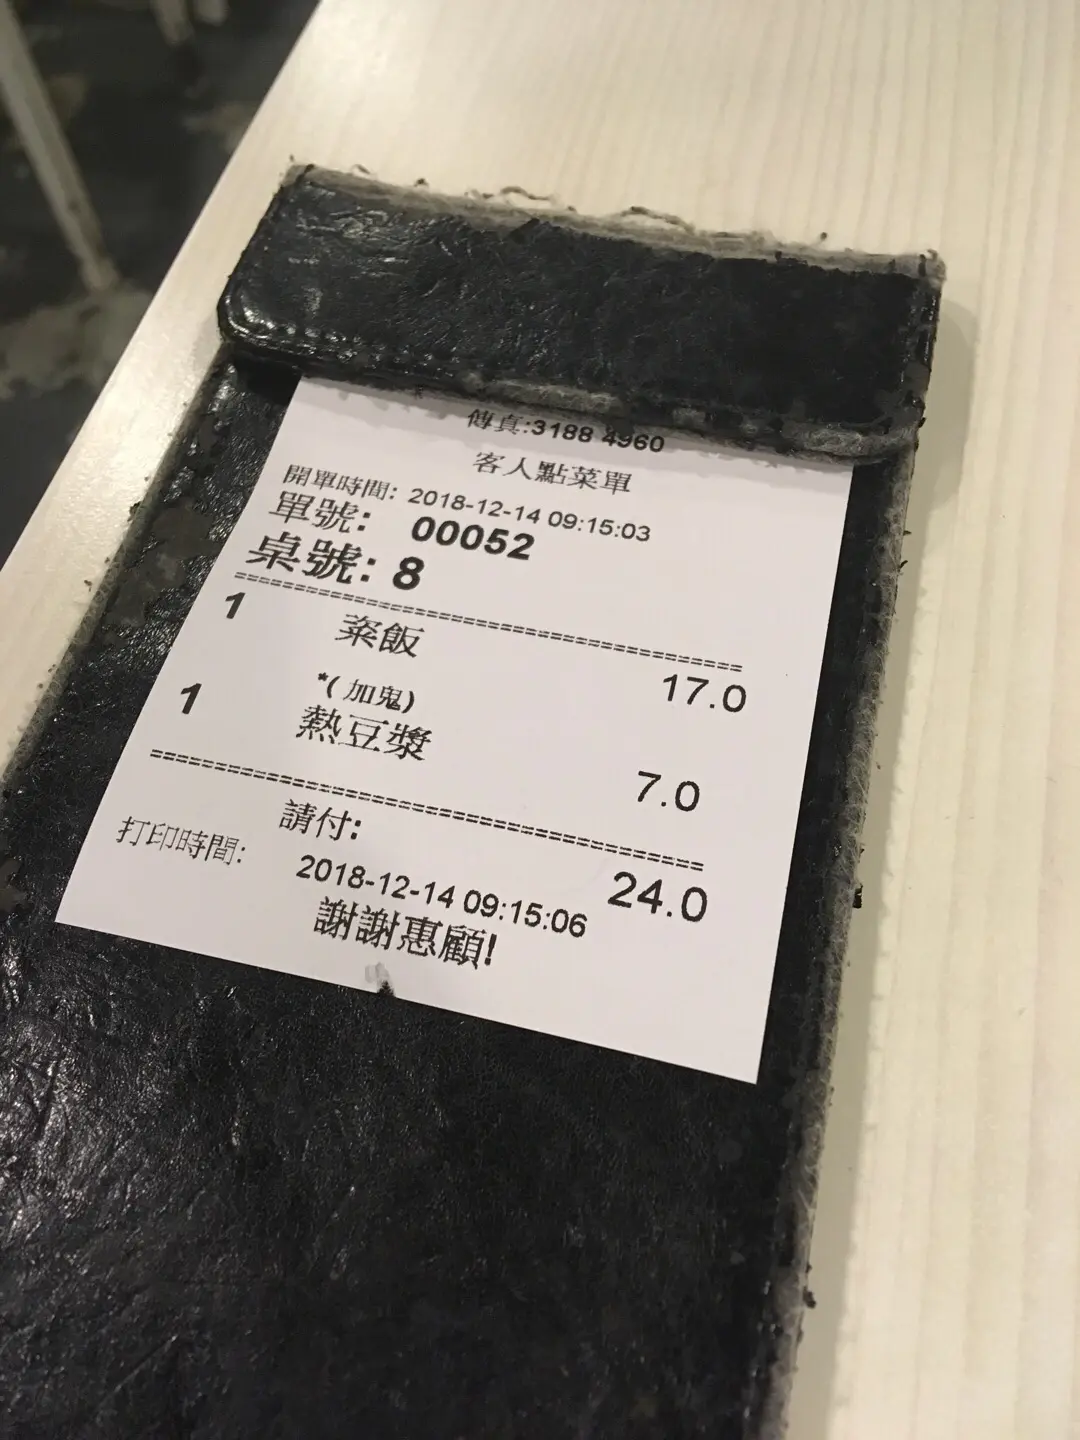 傳真:3188 4960
客人點菜單
開單時間: 2018-12-14 09:15:03
單號: 00052
桌號: 8
========================================
1 粢飯 17.0
*(加鬼)
1 熱豆漿 7.0
========================================
請付: 24.0
打印時間: 2018-12-14 09:15:06
謝謝惠顧!